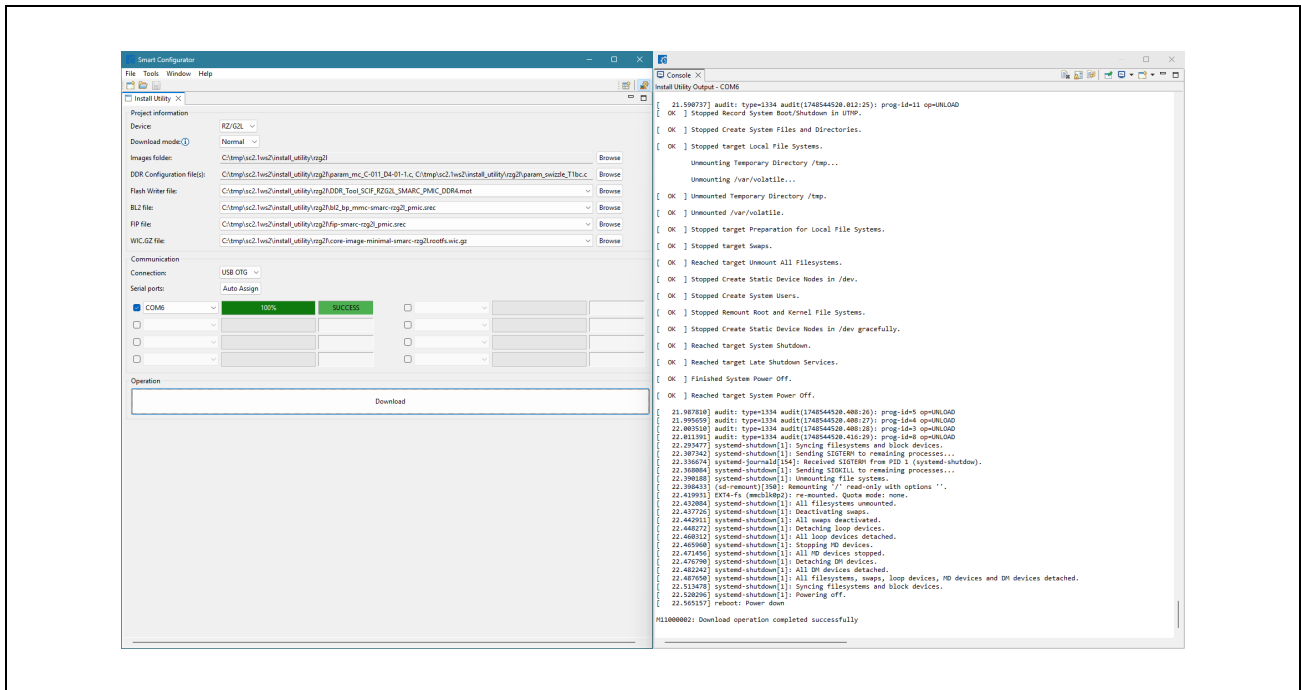 Smart Configurator
File Tools Window Help
Install Utility
Project information
Device: RZ/G2L
Download mode: Normal
Images folder: C:\tmp\sc2.1ws2\install_utility\rzg2l Browse
DDR Configuration file(s): C:\tmp\sc2.1ws2\install_utility\rzg2l\param_mc_C-011_D4-01-1.c, C:\tmp\sc2.1ws2\install_utility\rzg2l\param_swizzle_T1bc.c Browse
Flash Writer file: C:\tmp\sc2.1ws2\install_utility\rzg2l\DDR_Tool_SCIF_RZG2L_SMARC_PMIC_DDR4.mot Browse
BL2 file: C:\tmp\sc2.1ws2\install_utility\rzg2l\bl2_bp_mmc-smarc-rzg2l_pmic.srec Browse
FIP file: C:\tmp\sc2.1ws2\install_utility\rzg2l\fip-smarc-rzg2l_pmic.srec Browse
WIC.GZ file: C:\tmp\sc2.1ws2\install_utility\rzg2l\core-image-minimal-smarc-rzg2l.rootfs.wic.gz Browse
Communication
Connection: USB OTG
Serial ports: Auto Assign
COM6 100% SUCCESS
Operation
Download
Console
Install Utility Output - COM6
[ 21.590737] audit: type=1334 audit(1748544520.012:25): prog-id=11 op=UNLOAD
[ OK ] Stopped Record System Boot/Shutdown in UTMP.
[ OK ] Stopped Create System Files and Directories.
[ OK ] Stopped target Local File Systems.
Unmounting Temporary Directory /tmp...
Unmounting /var/volatile...
[ OK ] Unmounted Temporary Directory /tmp.
[ OK ] Unmounted /var/volatile.
[ OK ] Stopped target Preparation for Local File Systems.
[ OK ] Stopped target Swaps.
[ OK ] Reached target Unmount All Filesystems.
[ OK ] Stopped Create Static Device Nodes in /dev.
[ OK ] Stopped Create System Users.
[ OK ] Stopped Remount Root and Kernel File Systems.
[ OK ] Stopped Create Static Device Nodes in /dev gracefully.
[ OK ] Reached target System Shutdown.
[ OK ] Reached target Late Shutdown Services.
[ OK ] Finished System Power Off.
[ OK ] Reached target System Power Off.
[ 21.987810] audit: type=1334 audit(1748544520.408:26): prog-id=5 op=UNLOAD
[ 21.995659] audit: type=1334 audit(1748544520.408:27): prog-id=4 op=UNLOAD
[ 22.003510] audit: type=1334 audit(1748544520.408:28): prog-id=3 op=UNLOAD
[ 22.011391] audit: type=1334 audit(1748544520.416:29): prog-id=8 op=UNLOAD
[ 22.293477] systemd-shutdown[1]: Syncing filesystems and block devices.
[ 22.307342] systemd-shutdown[1]: Sending SIGTERM to remaining processes...
[ 22.336674] systemd-journald[154]: Received SIGTERM from PID 1 (systemd-shutdow).
[ 22.368084] systemd-shutdown[1]: Sending SIGKILL to remaining processes...
[ 22.390188] systemd-shutdown[1]: Unmounting file systems.
[ 22.398433] (sd-remount)[350]: Remounting '/' read-only with options ''.
[ 22.419931] EXT4-fs (mmcblk0p2): re-mounted. Quota mode: none.
[ 22.432084] systemd-shutdown[1]: All filesystems unmounted.
[ 22.437726] systemd-shutdown[1]: Deactivating swaps.
[ 22.442911] systemd-shutdown[1]: All swaps deactivated.
[ 22.448272] systemd-shutdown[1]: Detaching loop devices.
[ 22.460312] systemd-shutdown[1]: All loop devices detached.
[ 22.465960] systemd-shutdown[1]: Stopping MD devices.
[ 22.471456] systemd-shutdown[1]: All MD devices stopped.
[ 22.476790] systemd-shutdown[1]: Detaching DM devices.
[ 22.482242] systemd-shutdown[1]: All DM devices detached.
[ 22.487650] systemd-shutdown[1]: All filesystems, swaps, loop devices, MD devices and DM devices detached.
[ 22.513478] systemd-shutdown[1]: Syncing filesystems and block devices.
[ 22.520296] systemd-shutdown[1]: Powering off.
[ 22.565157] reboot: Power down
M11000002: Download operation completed successfully